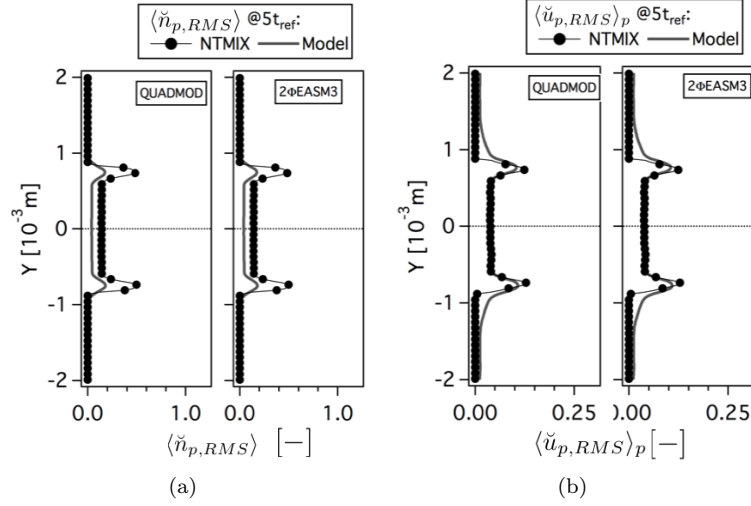 ⟨n̆p,RMS⟩ @5tref:
NTMIX Model
QUADMOD
2ΦEASM3
2
1
0
-1
-2
Y [10⁻³m]
0.0 1.0 0.0 1.0
⟨n̆p,RMS⟩ [−]
(a)
⟨ŭp,RMS⟩p @5tref:
NTMIX Model
QUADMOD
2ΦEASM3
2
1
0
-1
-2
Y [10⁻³m]
0.00 0.25 0.00 0.25
⟨ŭp,RMS⟩p [−]
(b)